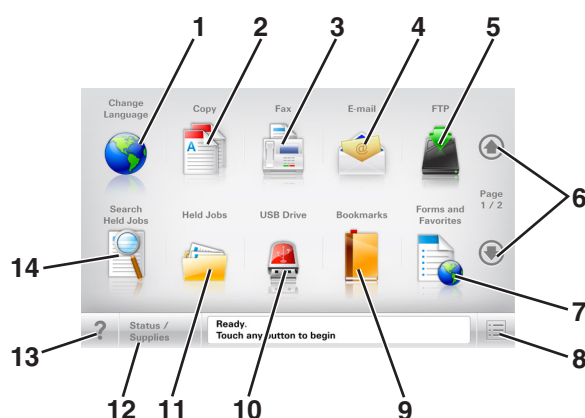 1
2
3
4
5
Change
Language
Copy
Fax
E-mail
FTP
A
@
6
Page
1 / 2
Search
Held Jobs
Held Jobs
USB Drive
Bookmarks
Forms and
Favorites
14
7
?
Status /
Supplies
Ready.
Touch any button to begin
8
13
12
11
10
9